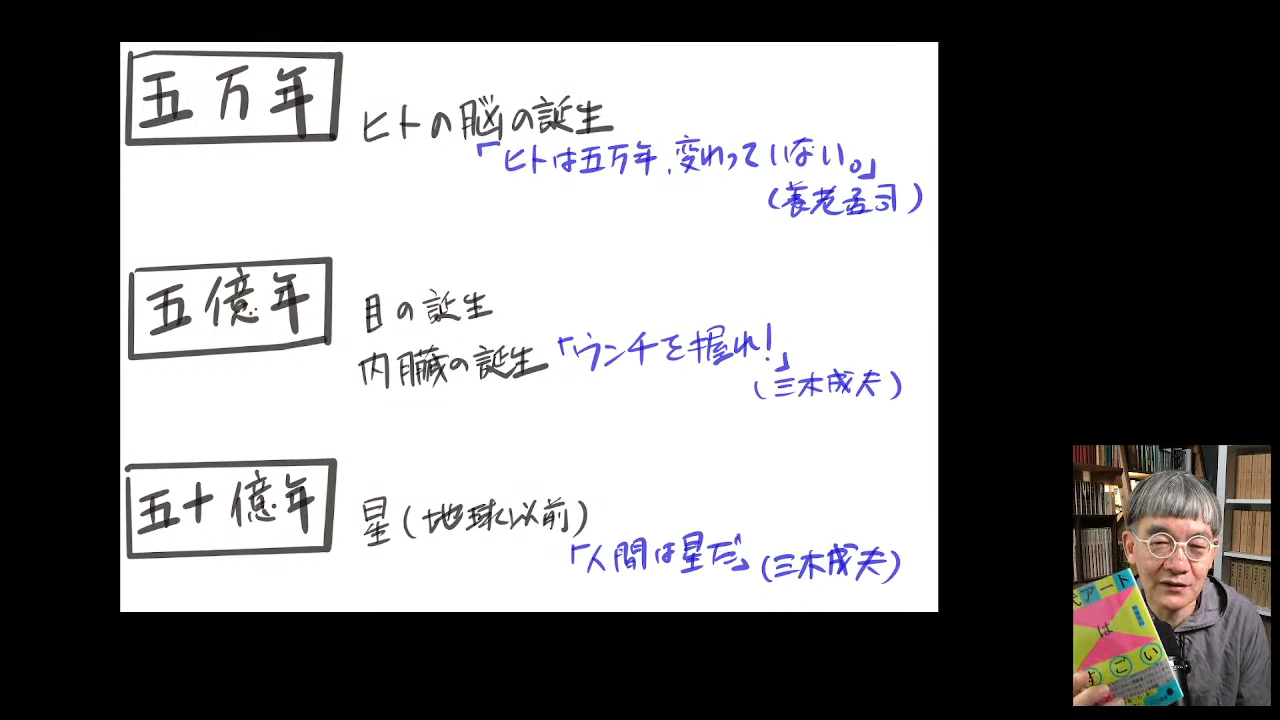 五万年
ヒトの脳の誕生
「ヒトは五万年、変わっていない。」
(養老孟司)
五億年
目の誕生
内臓の誕生「ウンチを握れ!」
(三木成夫)
五十億年
星(地球以前)
「人間は星だ」(三木成夫)